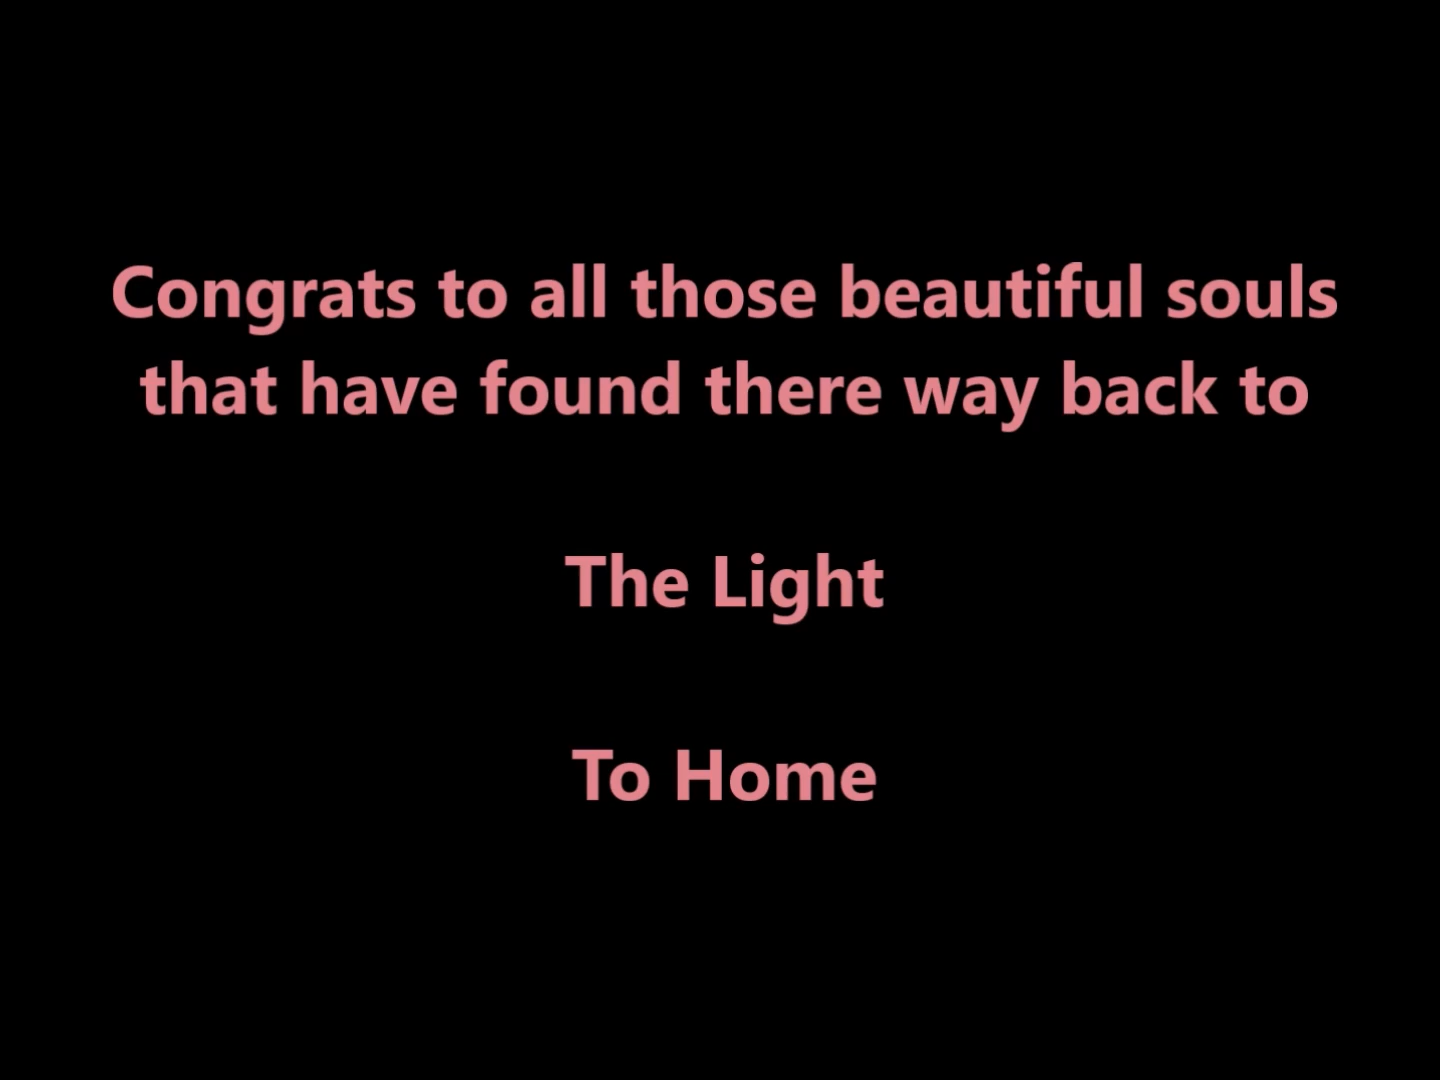 Congrats to all those beautiful souls
that have found there way back to
The Light
To Home